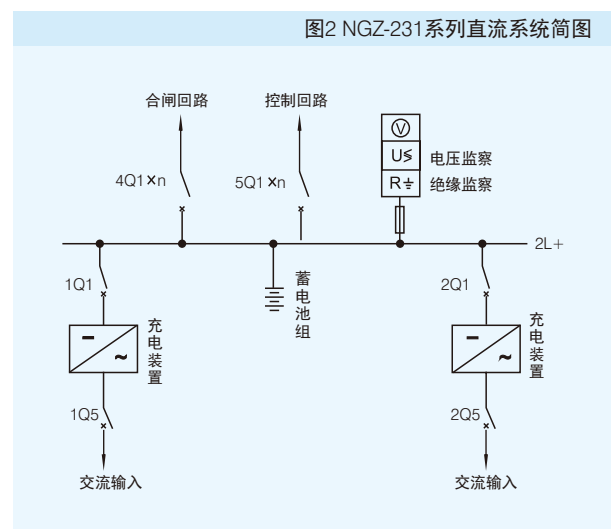 图2 NGZ-231系列直流系统简图
合闸回路
控制回路
V
4Q1×n
5Q1×n
U≤
电压监察
R⏚
绝缘监察
2L+
1Q1
蓄电池组
2Q1
充电装置
充电装置
1Q5
2Q5
交流输入
交流输入